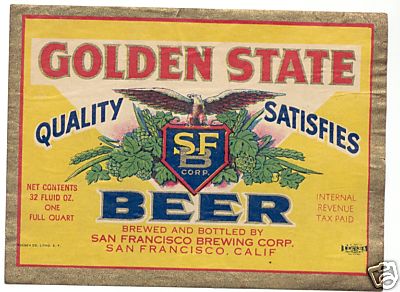 GOLDEN STATE
QUALITY SATISFIES
SFB
CORP.
NET CONTENTS
32 FLUID OZ.
ONE
FULL QUART
INTERNAL
REVENUE
TAX PAID
BEER
BREWED AND BOTTLED BY
SAN FRANCISCO BREWING CORP.
SAN FRANCISCO, CALIF